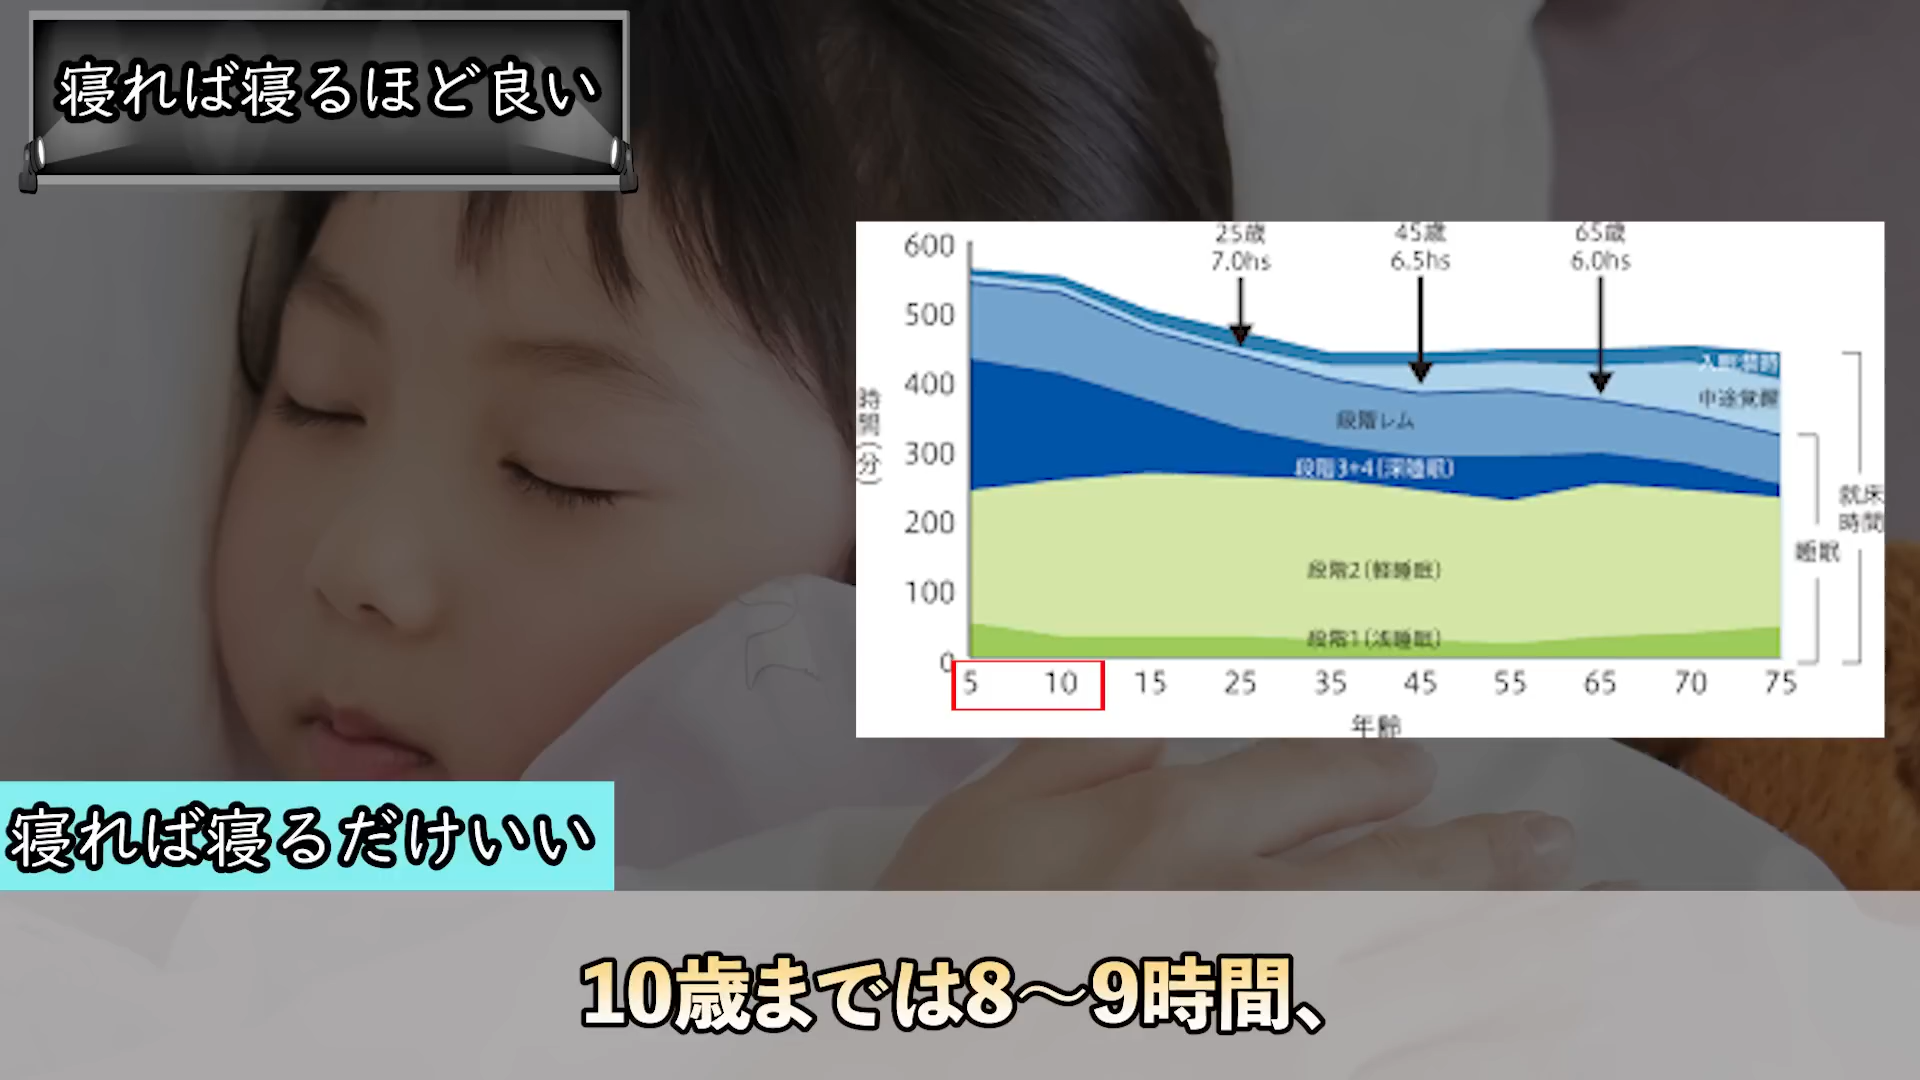 寝れば寝るほど良い
25歳
7.0hs
45歳
6.5hs
65歳
6.0hs
600
500
400
300
200
100
0
時間(分)
入眠潜時
中途覚醒
段階レム
段階3+4(深睡眠)
段階2(軽睡眠)
段階1(浅睡眠)
睡眠
就床
時間
5 10 15 25 35 45 55 65 70 75
年齢
寝れば寝るだけいい
10歳までは8～9時間、